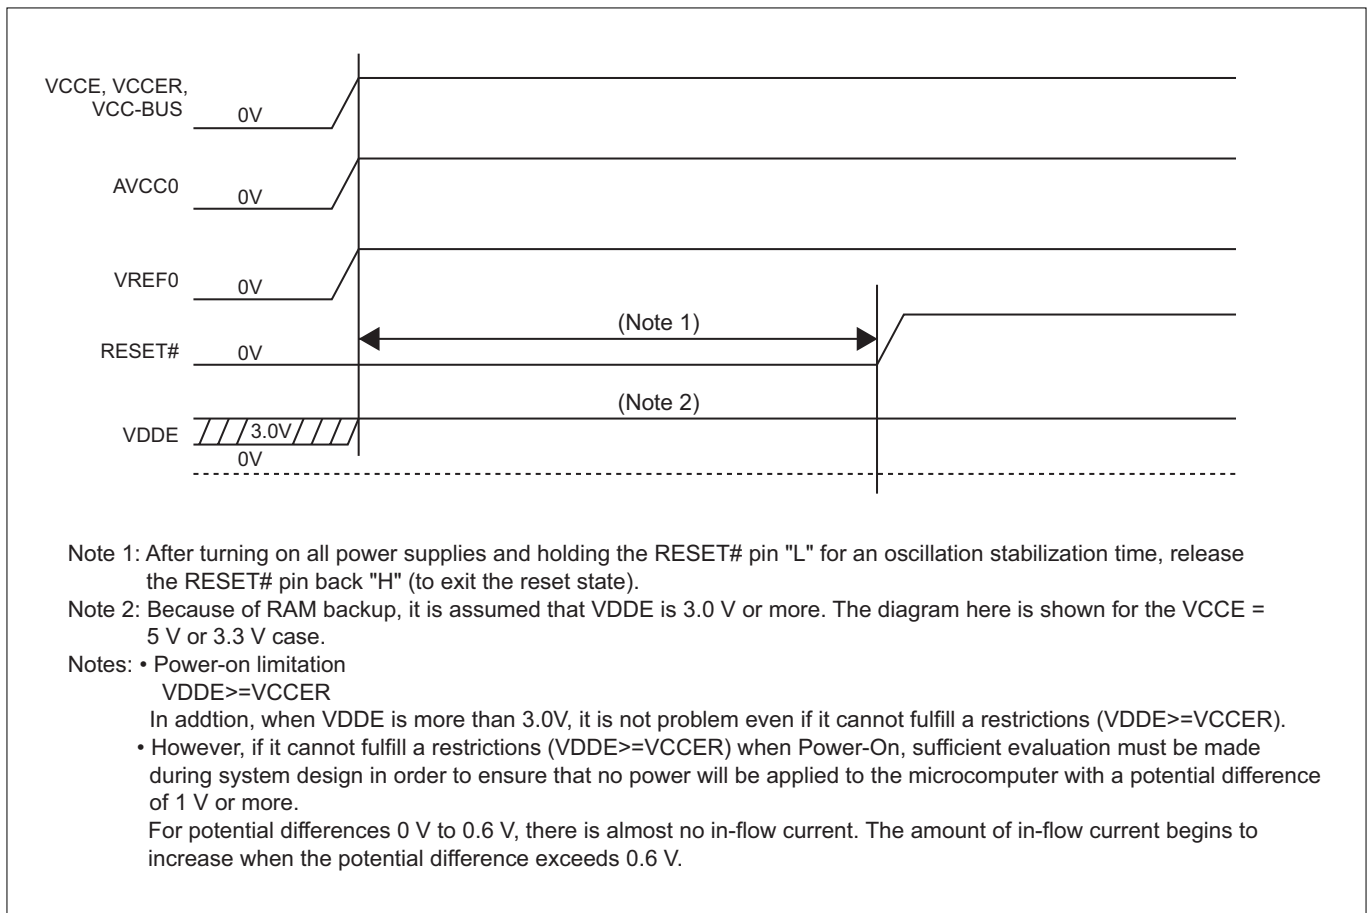 VCCE, VCCER,
VCC-BUS
0V
AVCC0
0V
VREF0
0V
(Note 1)
RESET#
0V
(Note 2)
VDDE
3.0V
0V
Note 1: After turning on all power supplies and holding the RESET# pin "L" for an oscillation stabilization time, release
the RESET# pin back "H" (to exit the reset state).
Note 2: Because of RAM backup, it is assumed that VDDE is 3.0 V or more. The diagram here is shown for the VCCE =
5 V or 3.3 V case.
Notes: • Power-on limitation
VDDE>=VCCER
In addtion, when VDDE is more than 3.0V, it is not problem even if it cannot fulfill a restrictions (VDDE>=VCCER).
• However, if it cannot fulfill a restrictions (VDDE>=VCCER) when Power-On, sufficient evaluation must be made
during system design in order to ensure that no power will be applied to the microcomputer with a potential difference
of 1 V or more.
For potential differences 0 V to 0.6 V, there is almost no in-flow current. The amount of in-flow current begins to
increase when the potential difference exceeds 0.6 V.